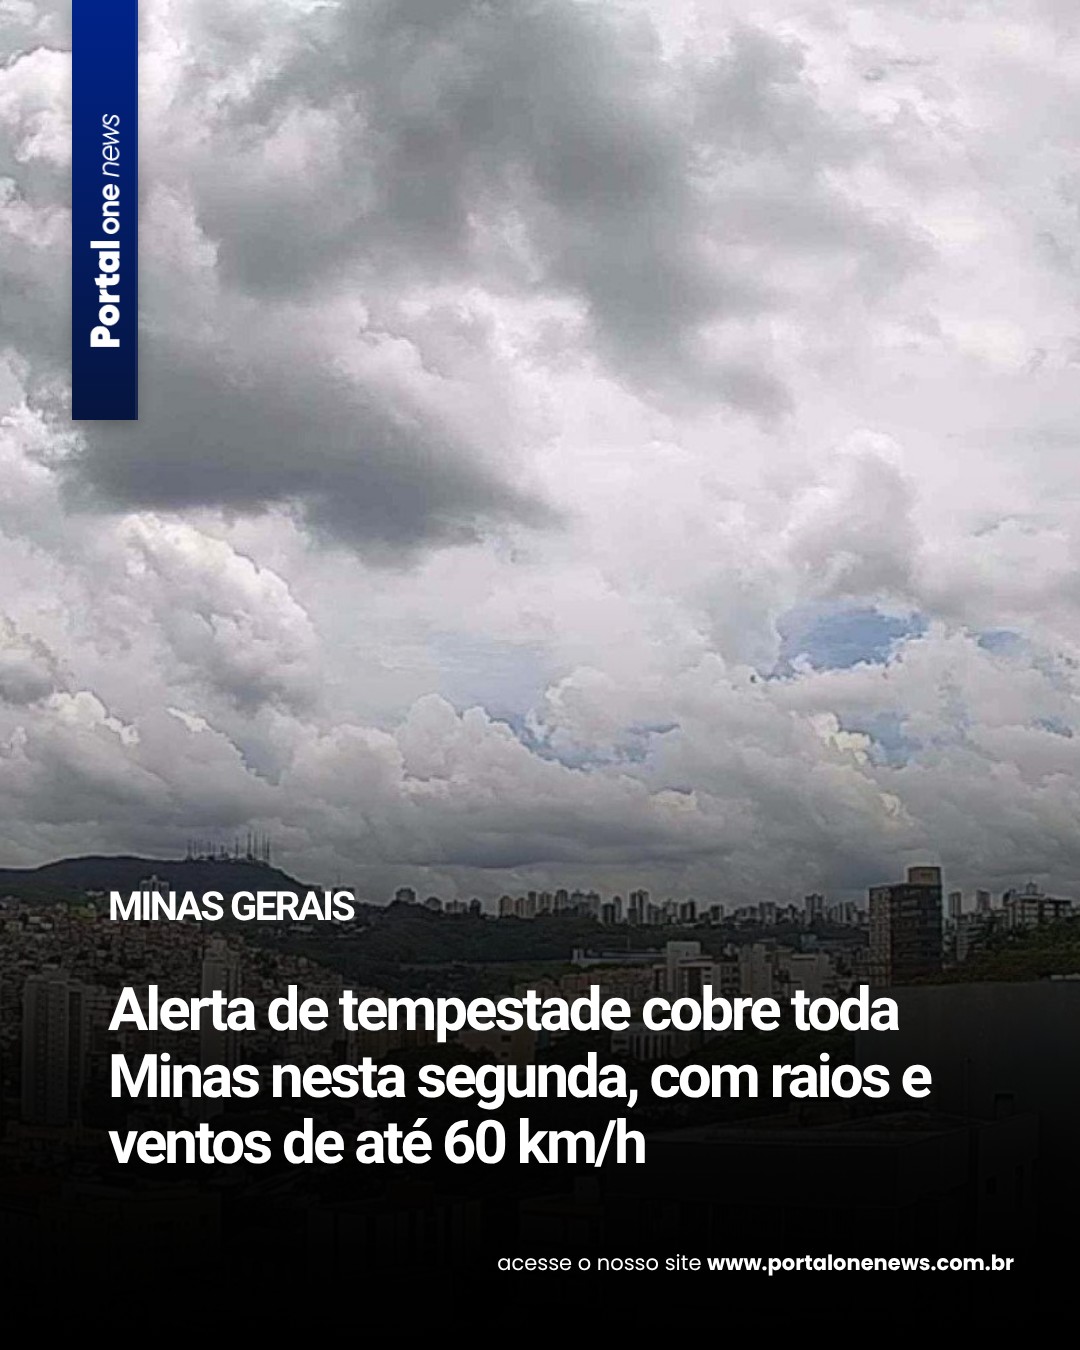 Portal one news
MINAS GERAIS
Alerta de tempestade cobre toda
Minas nesta segunda, com raios e
ventos de até 60 km/h
acesse o nosso site www.portalonenews.com.br